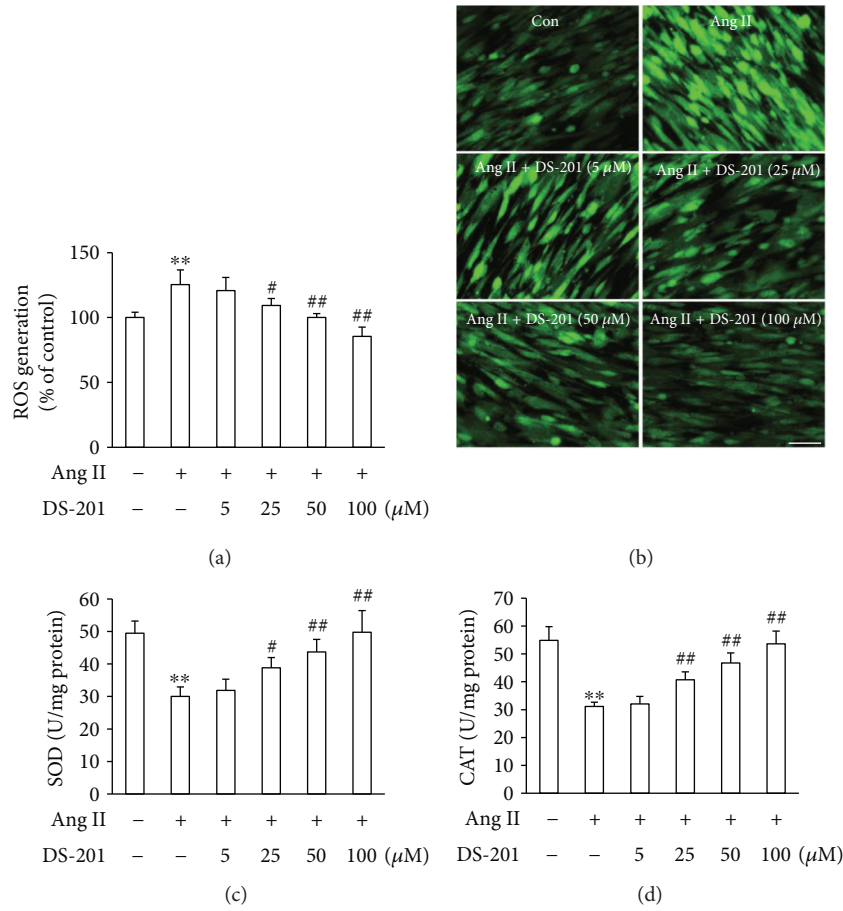 Con
Ang II
Ang II + DS-201 (5 μM)
Ang II + DS-201 (25 μM)
Ang II + DS-201 (50 μM)
Ang II + DS-201 (100 μM)
ROS generation
(% of control)
150
100
50
0
**
#
##
##
Ang II − + + + + +
DS-201 − − 5 25 50 100 (μM)
(a)
(b)
SOD (U/mg protein)
60
50
40
30
20
10
0
**
#
##
##
Ang II − + + + + +
DS-201 − − 5 25 50 100 (μM)
(c)
CAT (U/mg protein)
70
60
50
40
30
20
10
0
**
##
##
##
Ang II − + + + + +
DS-201 − − 5 25 50 100 (μM)
(d)